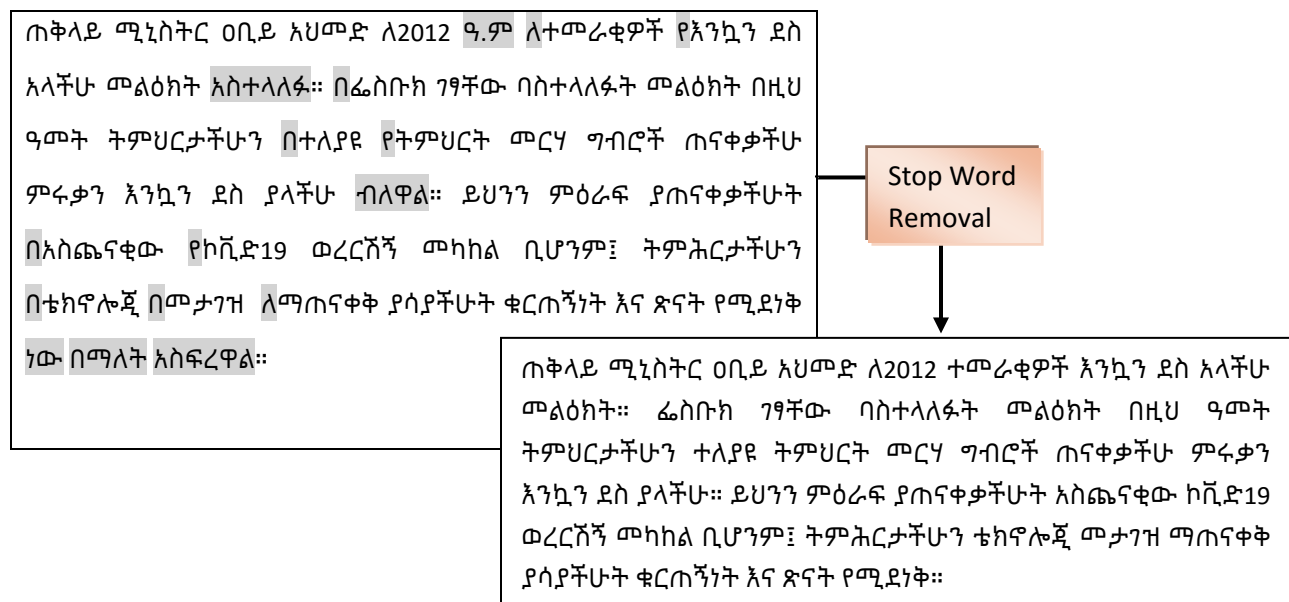 ጠቅላይ ሚኒስትር ዐቢይ አህመድ ለ2012 ዓ.ም ለተመራቂዎች የእንኳን ደስ
አላችሁ መልዕክት አስተላለፉ። በፌስቡክ ገፃቸው ባስተላለፉት መልዕክት በዚህ
ዓመት ትምህርታችሁን በተለያዩ የትምህርት መርሃ ግብሮች ጠናቀቃችሁ
ምሩቃን እንኳን ደስ ያላችሁ ብለዋል። ይህንን ምዕራፍ ያጠናቀቃችሁት
በአስጨናቂው የኮቪድ19 ወረርሽኝ መካከል ቢሆንም፤ ትምሕርታችሁን
በቴክኖሎጂ በመታገዝ ለማጠናቀቅ ያሳያችሁት ቁርጠኝነት እና ጽናት የሚደነቅ
ነው በማለት አስፍረዋል።
Stop Word
Removal
ጠቅላይ ሚኒስትር ዐቢይ አህመድ ለ2012 ተመራቂዎች እንኳን ደስ አላችሁ
መልዕክት። ፌስቡክ ገፃቸው ባስተላለፉት መልዕክት በዚህ ዓመት
ትምህርታችሁን ተለያዩ ትምህርት መርሃ ግብሮች ጠናቀቃችሁ ምሩቃን
እንኳን ደስ ያላችሁ። ይህንን ምዕራፍ ያጠናቀቃችሁት አስጨናቂው ኮቪድ19
ወረርሽኝ መካከል ቢሆንም፤ ትምሕርታችሁን ቴክኖሎጂ መታገዝ ማጠናቀቅ
ያሳያችሁት ቁርጠኝነት እና ጽናት የሚደነቅ።